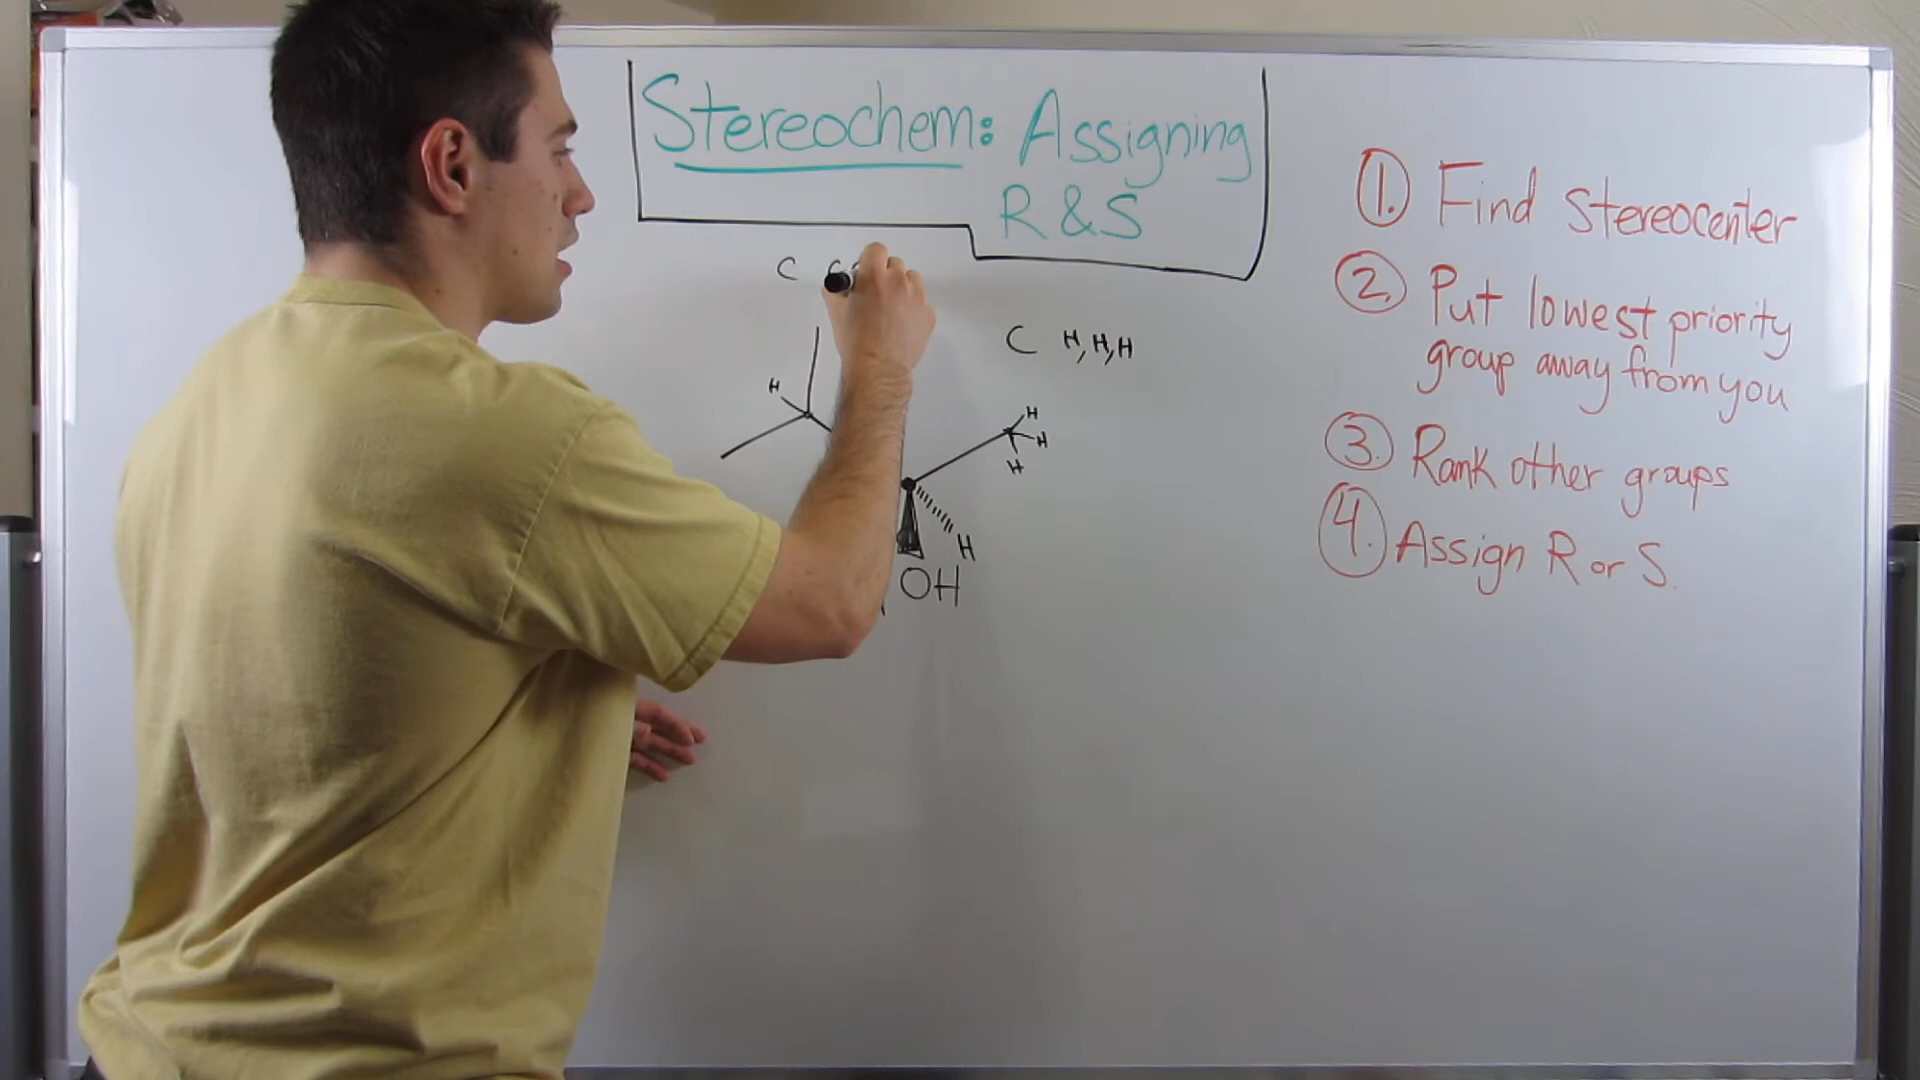 Stereochem: Assigning
R & S
1. Find Stereocenter
2. Put lowest priority
group away from you
3. Rank other groups
4. Assign R or S.
C
C H, H, H
H
H
H
H
H
OH